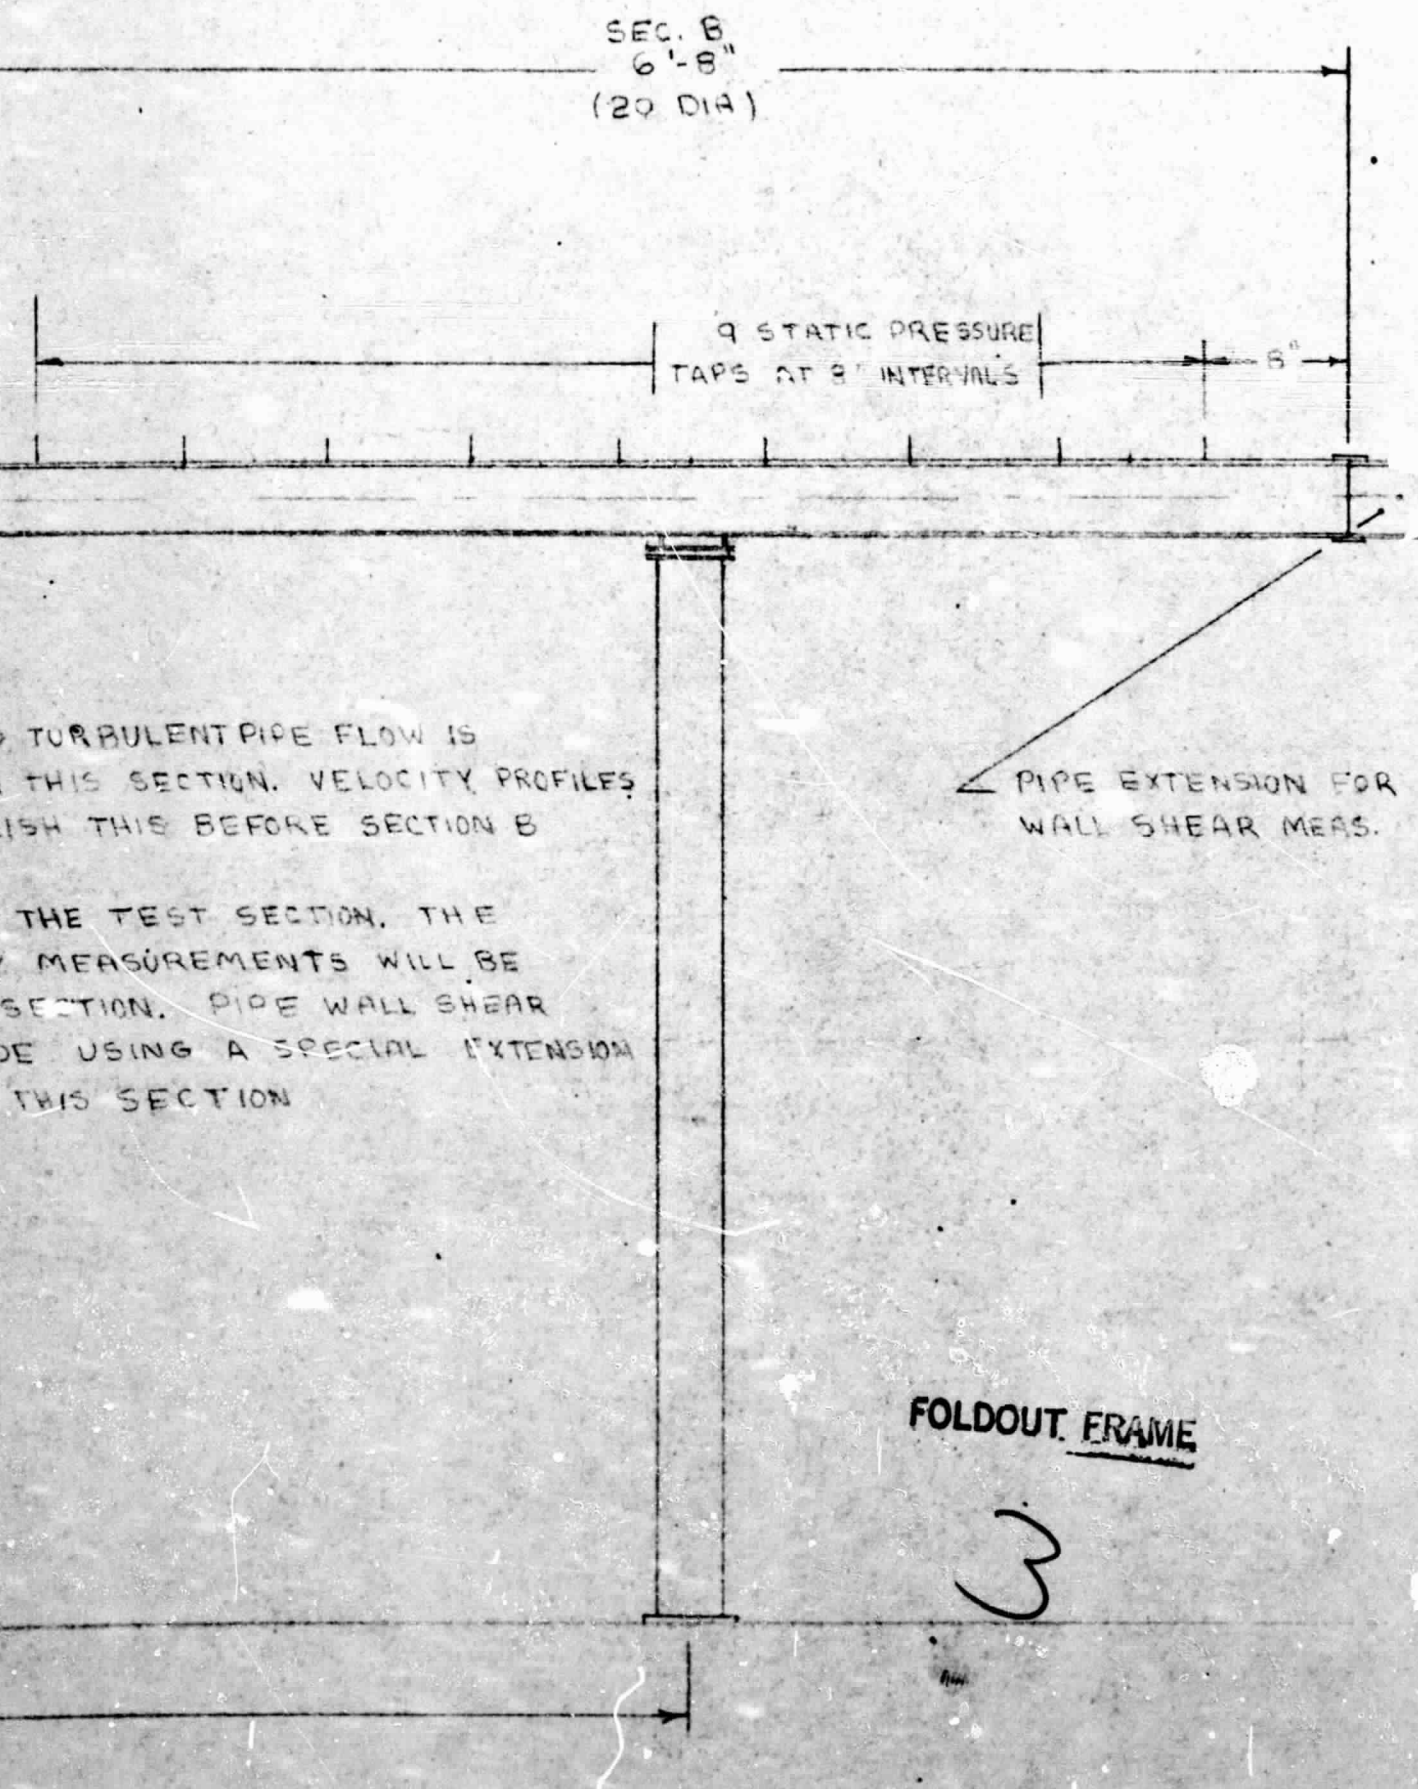 SEC. B
6'-8"
(20 DIA)
9 STATIC PRESSURE
TAPS AT 8" INTERVALS
8"
TURBULENT PIPE FLOW IS
THIS SECTION. VELOCITY PROFILES
THIS BEFORE SECTION B
THE TEST SECTION. THE
MEASUREMENTS WILL BE
SECTION. PIPE WALL SHEAR
USING A SPECIAL EXTENSION
THIS SECTION
PIPE EXTENSION FOR
WALL SHEAR MEAS.
FOLDOUT FRAME
3